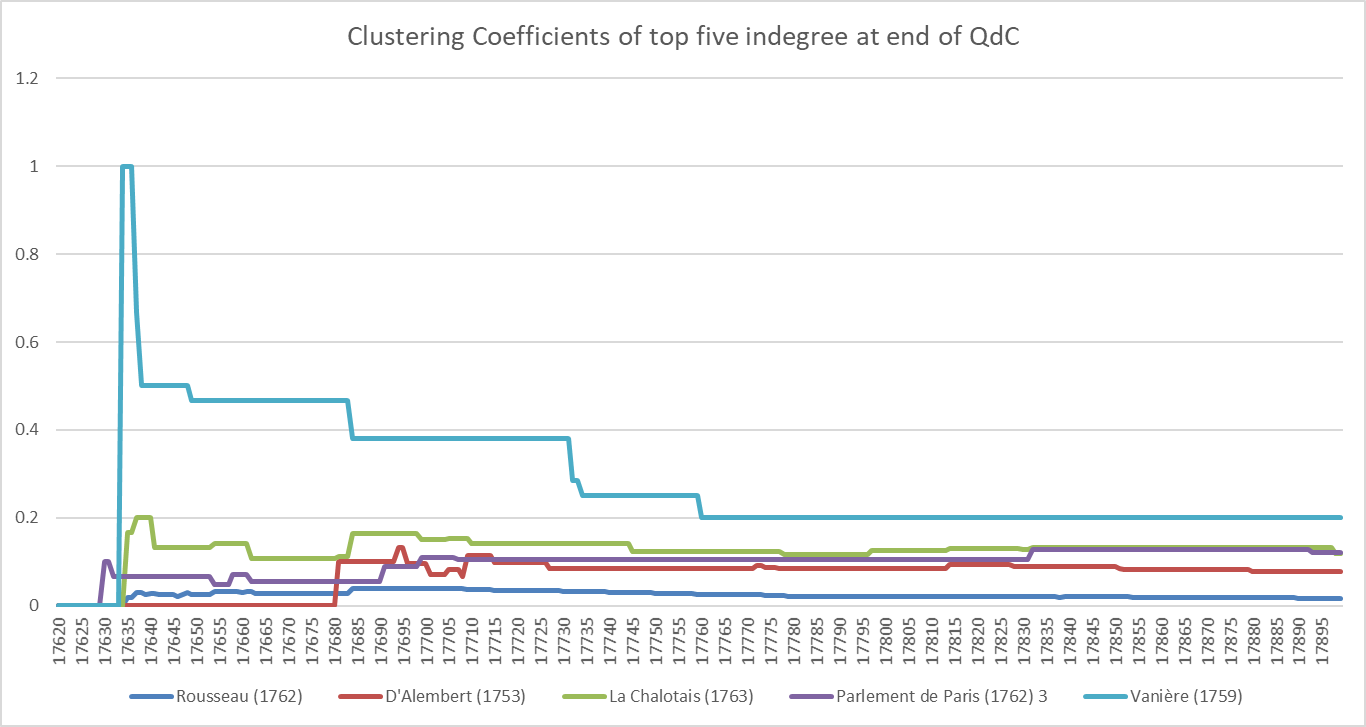 Clustering Coefficients of top five indegree at end of QdC
1.2
1
0.8
0.6
0.4
0.2
0
17620 17625 17630 17635 17640 17645 17650 17655 17660 17665 17670 17675 17680 17685 17690 17695 17700 17705 17710 17715 17720 17725 17730 17735 17740 17745 17750 17755 17760 17765 17770 17775 17780 17785 17790 17795 17800 17805 17810 17815 17820 17825 17830 17835 17840 17845 17850 17855 17860 17865 17870 17875 17880 17885 17890 17895
Rousseau (1762) D'Alembert (1753) La Chalotais (1763) Parlement de Paris (1762) 3 Vanière (1759)